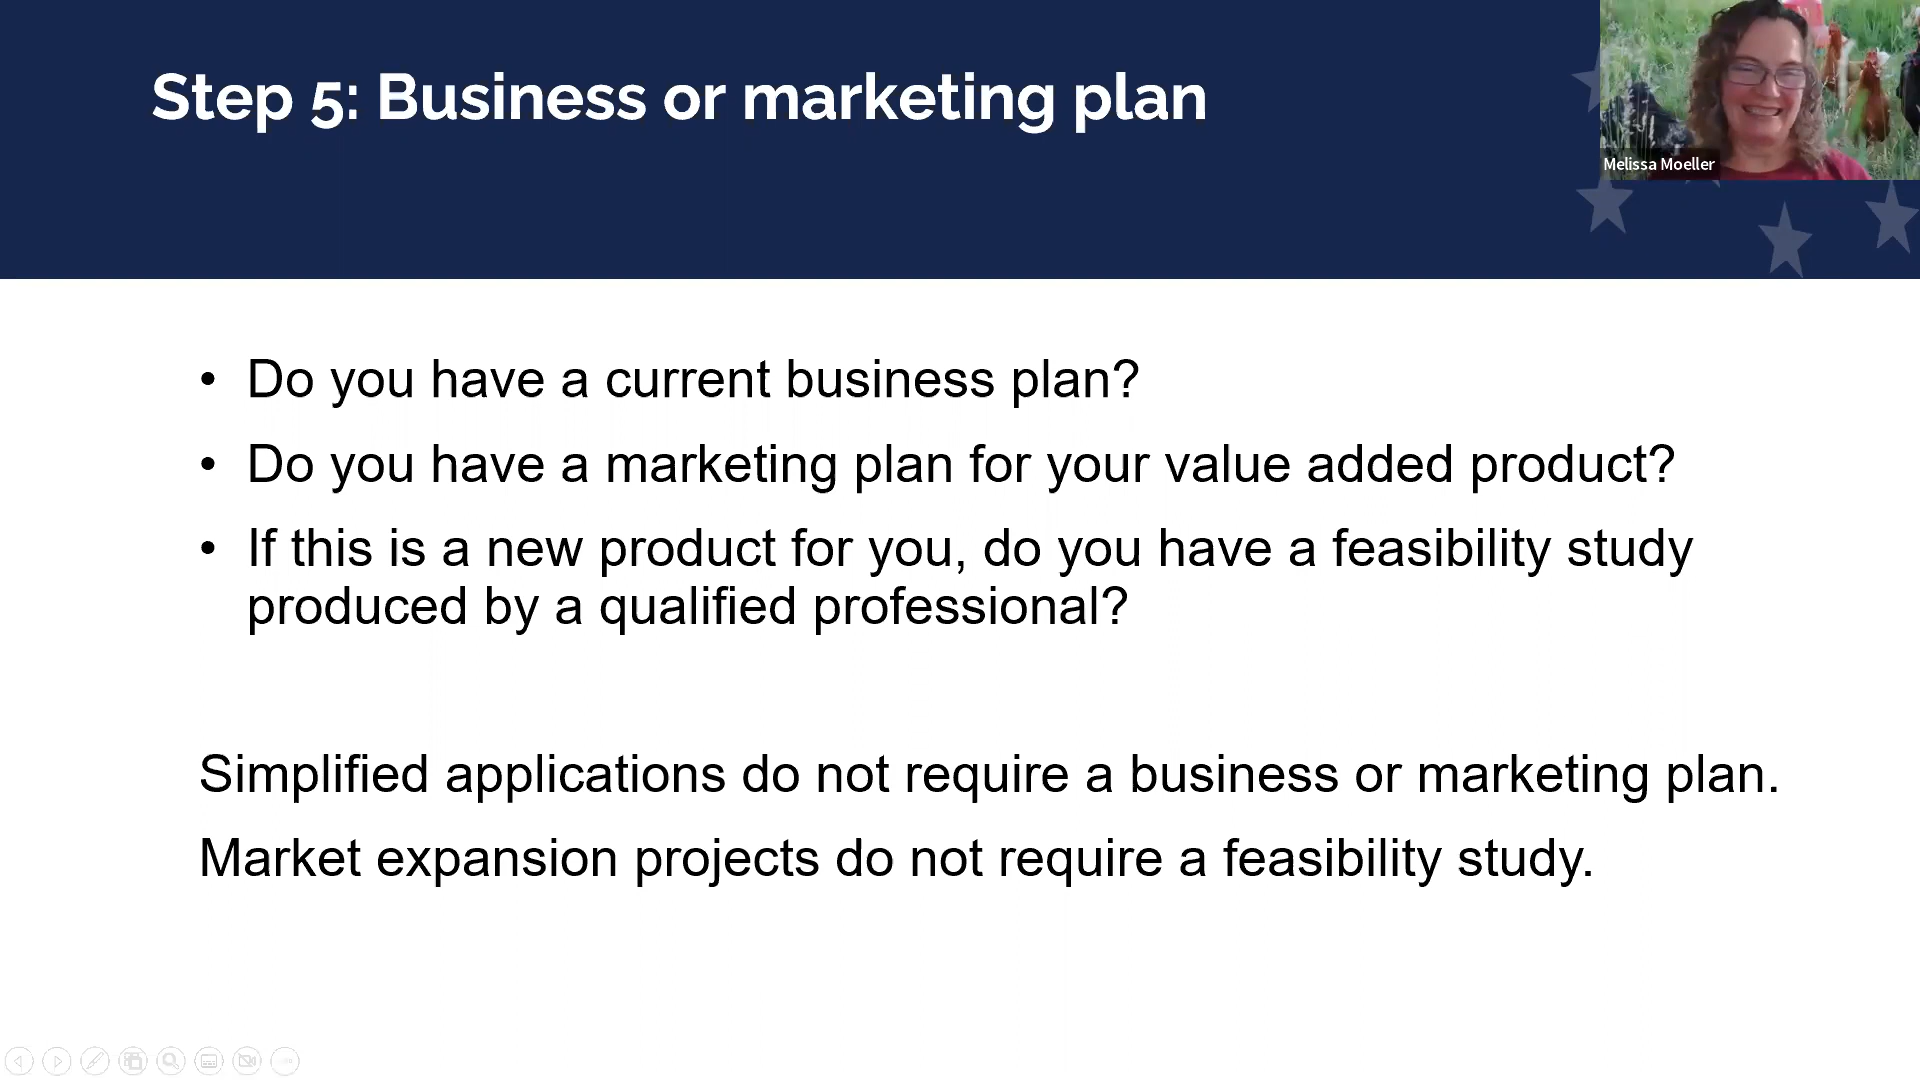 Step 5: Business or marketing plan
Melissa Moeller
• Do you have a current business plan?
• Do you have a marketing plan for your value added product?
• If this is a new product for you, do you have a feasibility study
produced by a qualified professional?
Simplified applications do not require a business or marketing plan.
Market expansion projects do not require a feasibility study.